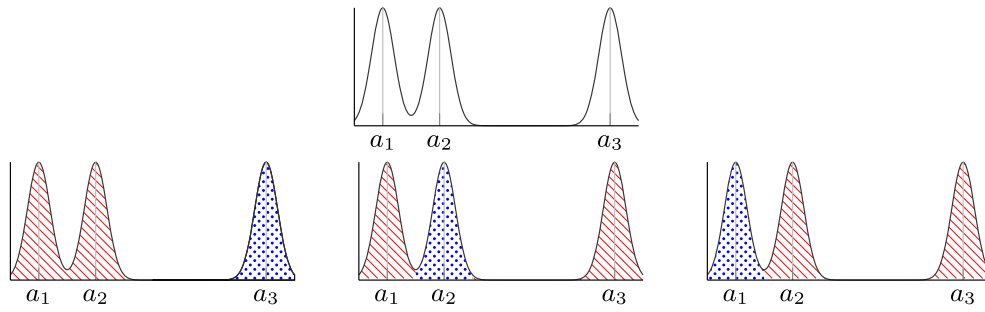 a₁ a₂ a₃
a₁ a₂ a₃ a₁ a₂ a₃ a₁ a₂ a₃